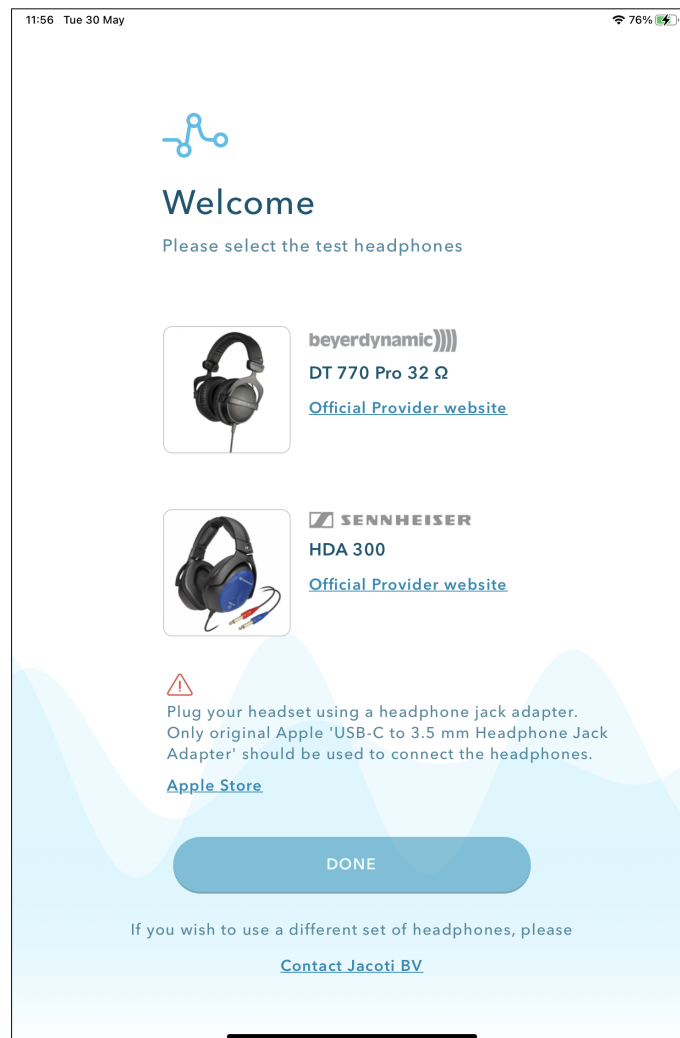 11:56 Tue 30 May 76%
Welcome
Please select the test headphones
beyerdynamic
DT 770 Pro 32 Ω
Official Provider website
SENNHEISER
HDA 300
Official Provider website
Plug your headset using a headphone jack adapter.
Only original Apple 'USB-C to 3.5 mm Headphone Jack
Adapter' should be used to connect the headphones.
Apple Store
DONE
If you wish to use a different set of headphones, please
Contact Jacoti BV